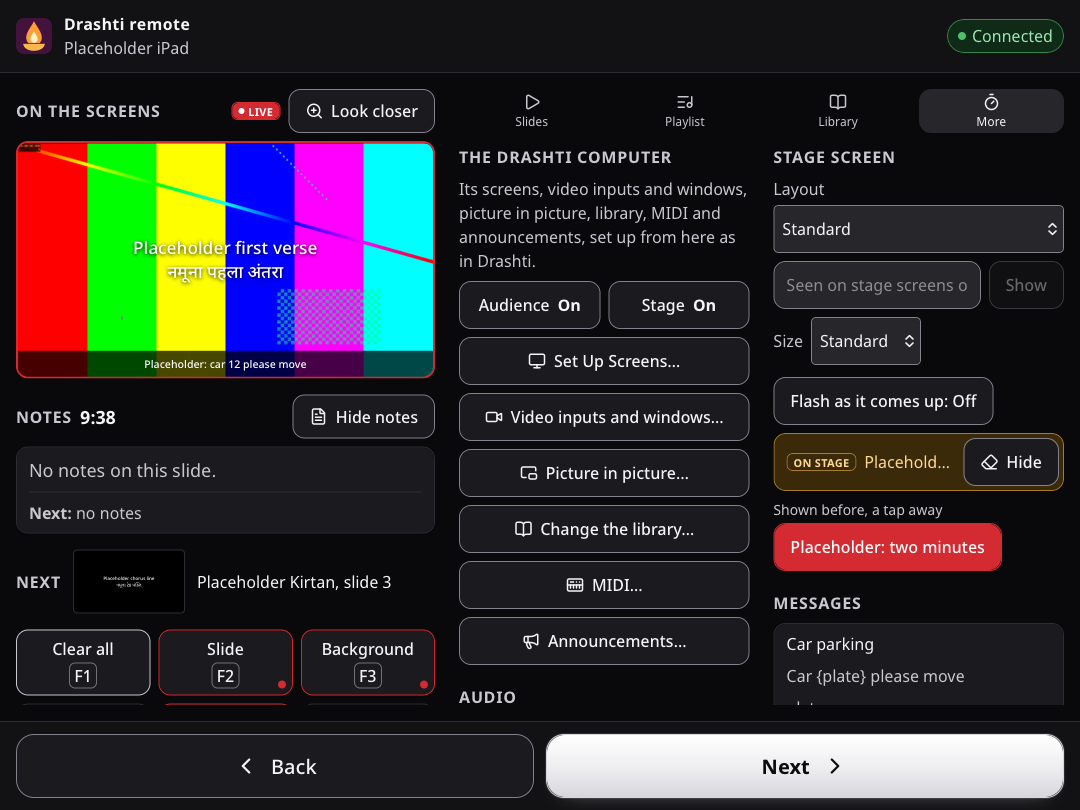 Drashti remote
Placeholder iPad
Connected
ON THE SCREENS
LIVE
Look closer
Placeholder first verse
नमूना पहला अंतरा
Placeholder: car 12 please move
NOTES 9:38
Hide notes
No notes on this slide.
Next: no notes
NEXT
Placeholder chorus line
Placeholder Kirtan, slide 3
Clear all
F1
Slide
F2
Background
F3
Slides
Playlist
Library
More
THE DRASHTI COMPUTER
Its screens, video inputs and windows,
picture in picture, library, MIDI and
announcements, set up from here as
in Drashti.
Audience On
Stage On
Set Up Screens...
Video inputs and windows...
Picture in picture...
Change the library...
MIDI...
Announcements...
AUDIO
STAGE SCREEN
Layout
Standard
Seen on stage screens o
Show
Size
Standard
Flash as it comes up: Off
ON STAGE
Placehold...
Hide
Shown before, a tap away
Placeholder: two minutes
MESSAGES
Car parking
Car {plate} please move
Back
Next